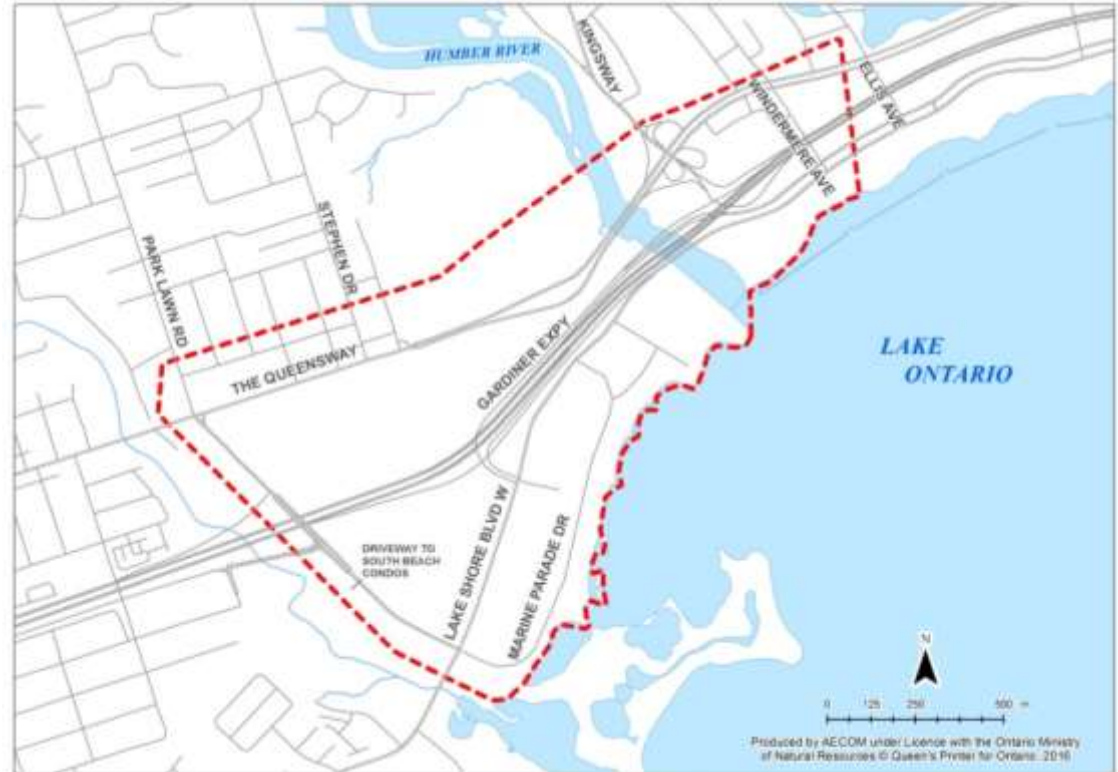 HUMBER RIVER
KINGSWAY
ELLIS AVE
WINDERMERE AVE
STEPHEN DR
PARK LAWN RD
THE QUEENSWAY
GARDINER EXPY
LAKE
ONTARIO
LAKE SHORE BLVD W
MARINE PARADE DR
DRIVEWAY TO
SOUTH BEACH
CONDOS
N
0 125 250 500 m
Produced by AECOM under Licence with the Ontario Ministry
of Natural Resources © Queen's Printer for Ontario, 2016